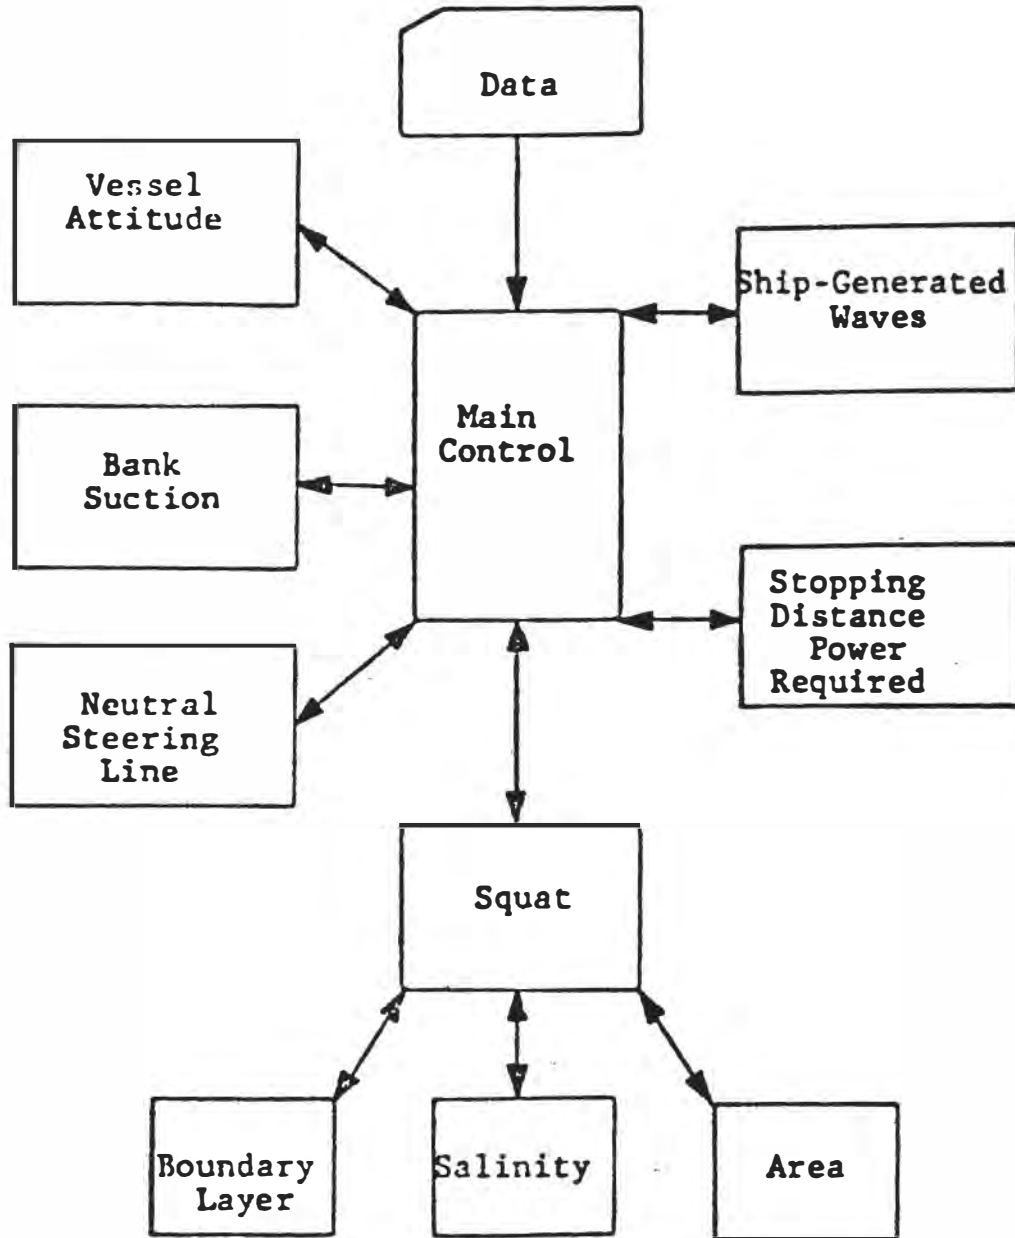 Data
Vessel
Attitude
Ship-Generated
Waves
Main
Control
Bank
Suction
Stopping
Distance
Power
Required
Neutral
Steering
Line
Squat
Boundary
Layer
Salinity
Area